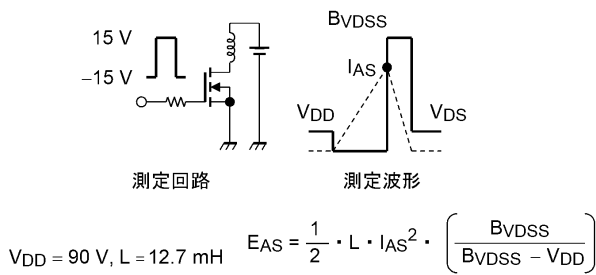 15 V
−15 V
測定回路
BVDSS
IAS
VDD
VDS
測定波形
VDD = 90 V, L = 12.7 mH
EAS = 1/2 ・ L ・ IAS² ・ (BVDSS / (BVDSS − VDD))